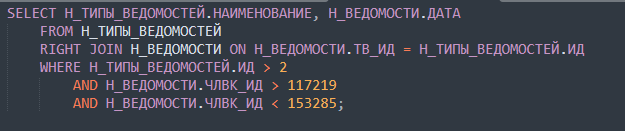 SELECT Н_ТИПЫ_ВЕДОМОСТЕЙ.НАИМЕНОВАНИЕ, Н_ВЕДОМОСТИ.ДАТА
FROM Н_ТИПЫ_ВЕДОМОСТЕЙ
RIGHT JOIN Н_ВЕДОМОСТИ ON Н_ВЕДОМОСТИ.ТВ_ИД = Н_ТИПЫ_ВЕДОМОСТЕЙ.ИД
WHERE Н_ТИПЫ_ВЕДОМОСТЕЙ.ИД > 2
AND Н_ВЕДОМОСТИ.ЧЛВК_ИД > 117219
AND Н_ВЕДОМОСТИ.ЧЛВК_ИД < 153285;